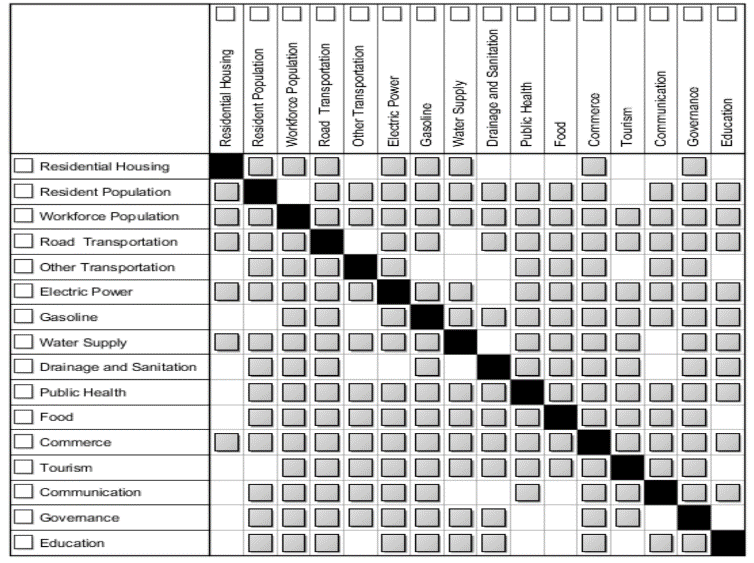 Residential Housing
Resident Population
Workforce Population
Road Transportation
Other Transportation
Electric Power
Gasoline
Water Supply
Drainage and Sanitation
Public Health
Food
Commerce
Tourism
Communication
Governance
Education
Residential Housing
Resident Population
Workforce Population
Road Transportation
Other Transportation
Electric Power
Gasoline
Water Supply
Drainage and Sanitation
Public Health
Food
Commerce
Tourism
Communication
Governance
Education